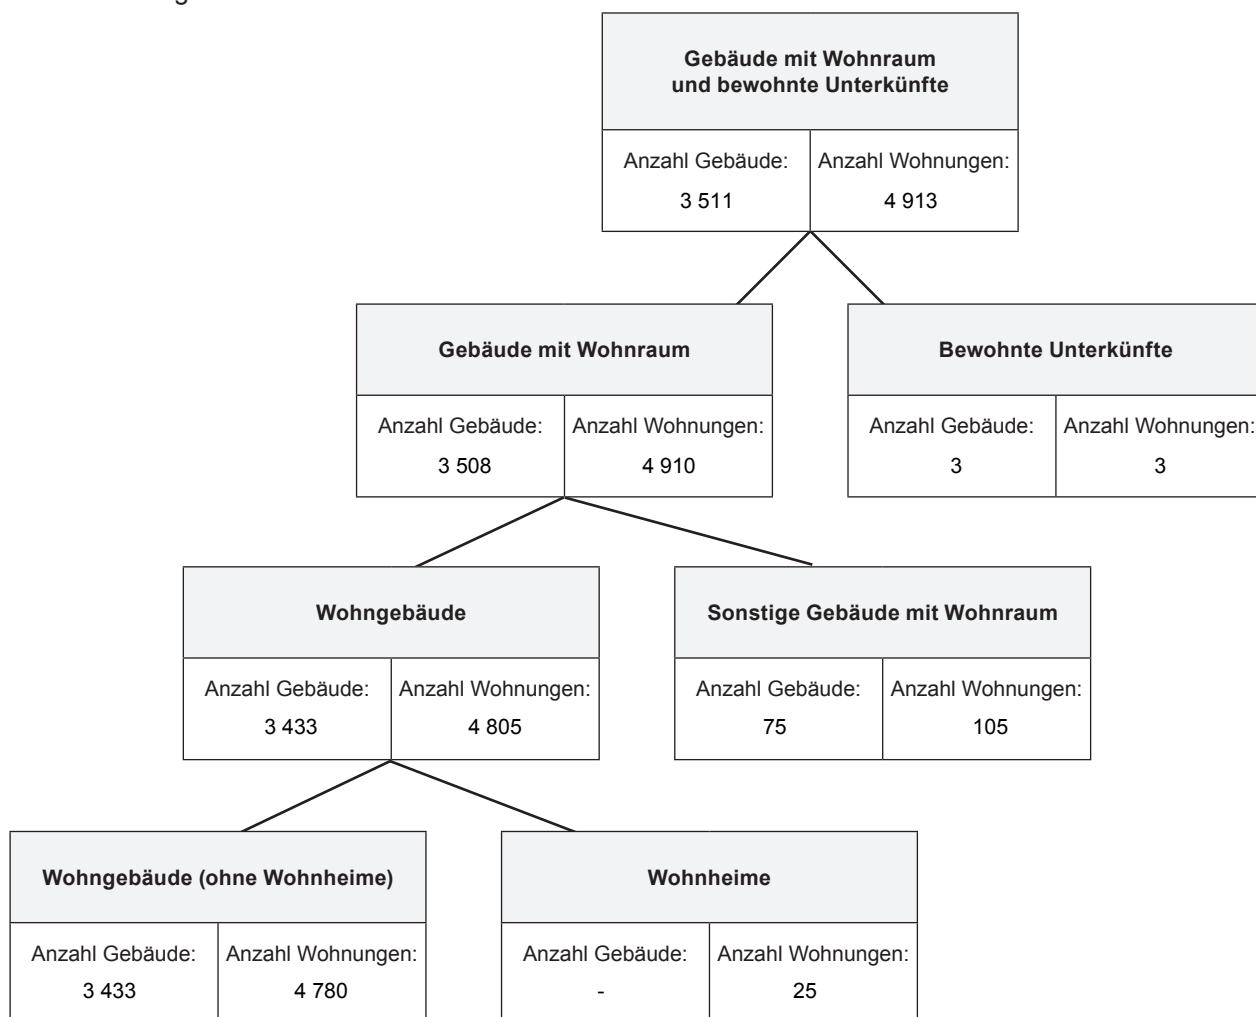 Gebäude mit Wohnraum
und bewohnte Unterkünfte
Anzahl Gebäude:
3 511
Anzahl Wohnungen:
4 913
Gebäude mit Wohnraum
Anzahl Gebäude:
3 508
Anzahl Wohnungen:
4 910
Bewohnte Unterkünfte
Anzahl Gebäude:
3
Anzahl Wohnungen:
3
Wohngebäude
Anzahl Gebäude:
3 433
Anzahl Wohnungen:
4 805
Sonstige Gebäude mit Wohnraum
Anzahl Gebäude:
75
Anzahl Wohnungen:
105
Wohngebäude (ohne Wohnheime)
Anzahl Gebäude:
3 433
Anzahl Wohnungen:
4 780
Wohnheime
Anzahl Gebäude:
-
Anzahl Wohnungen:
25